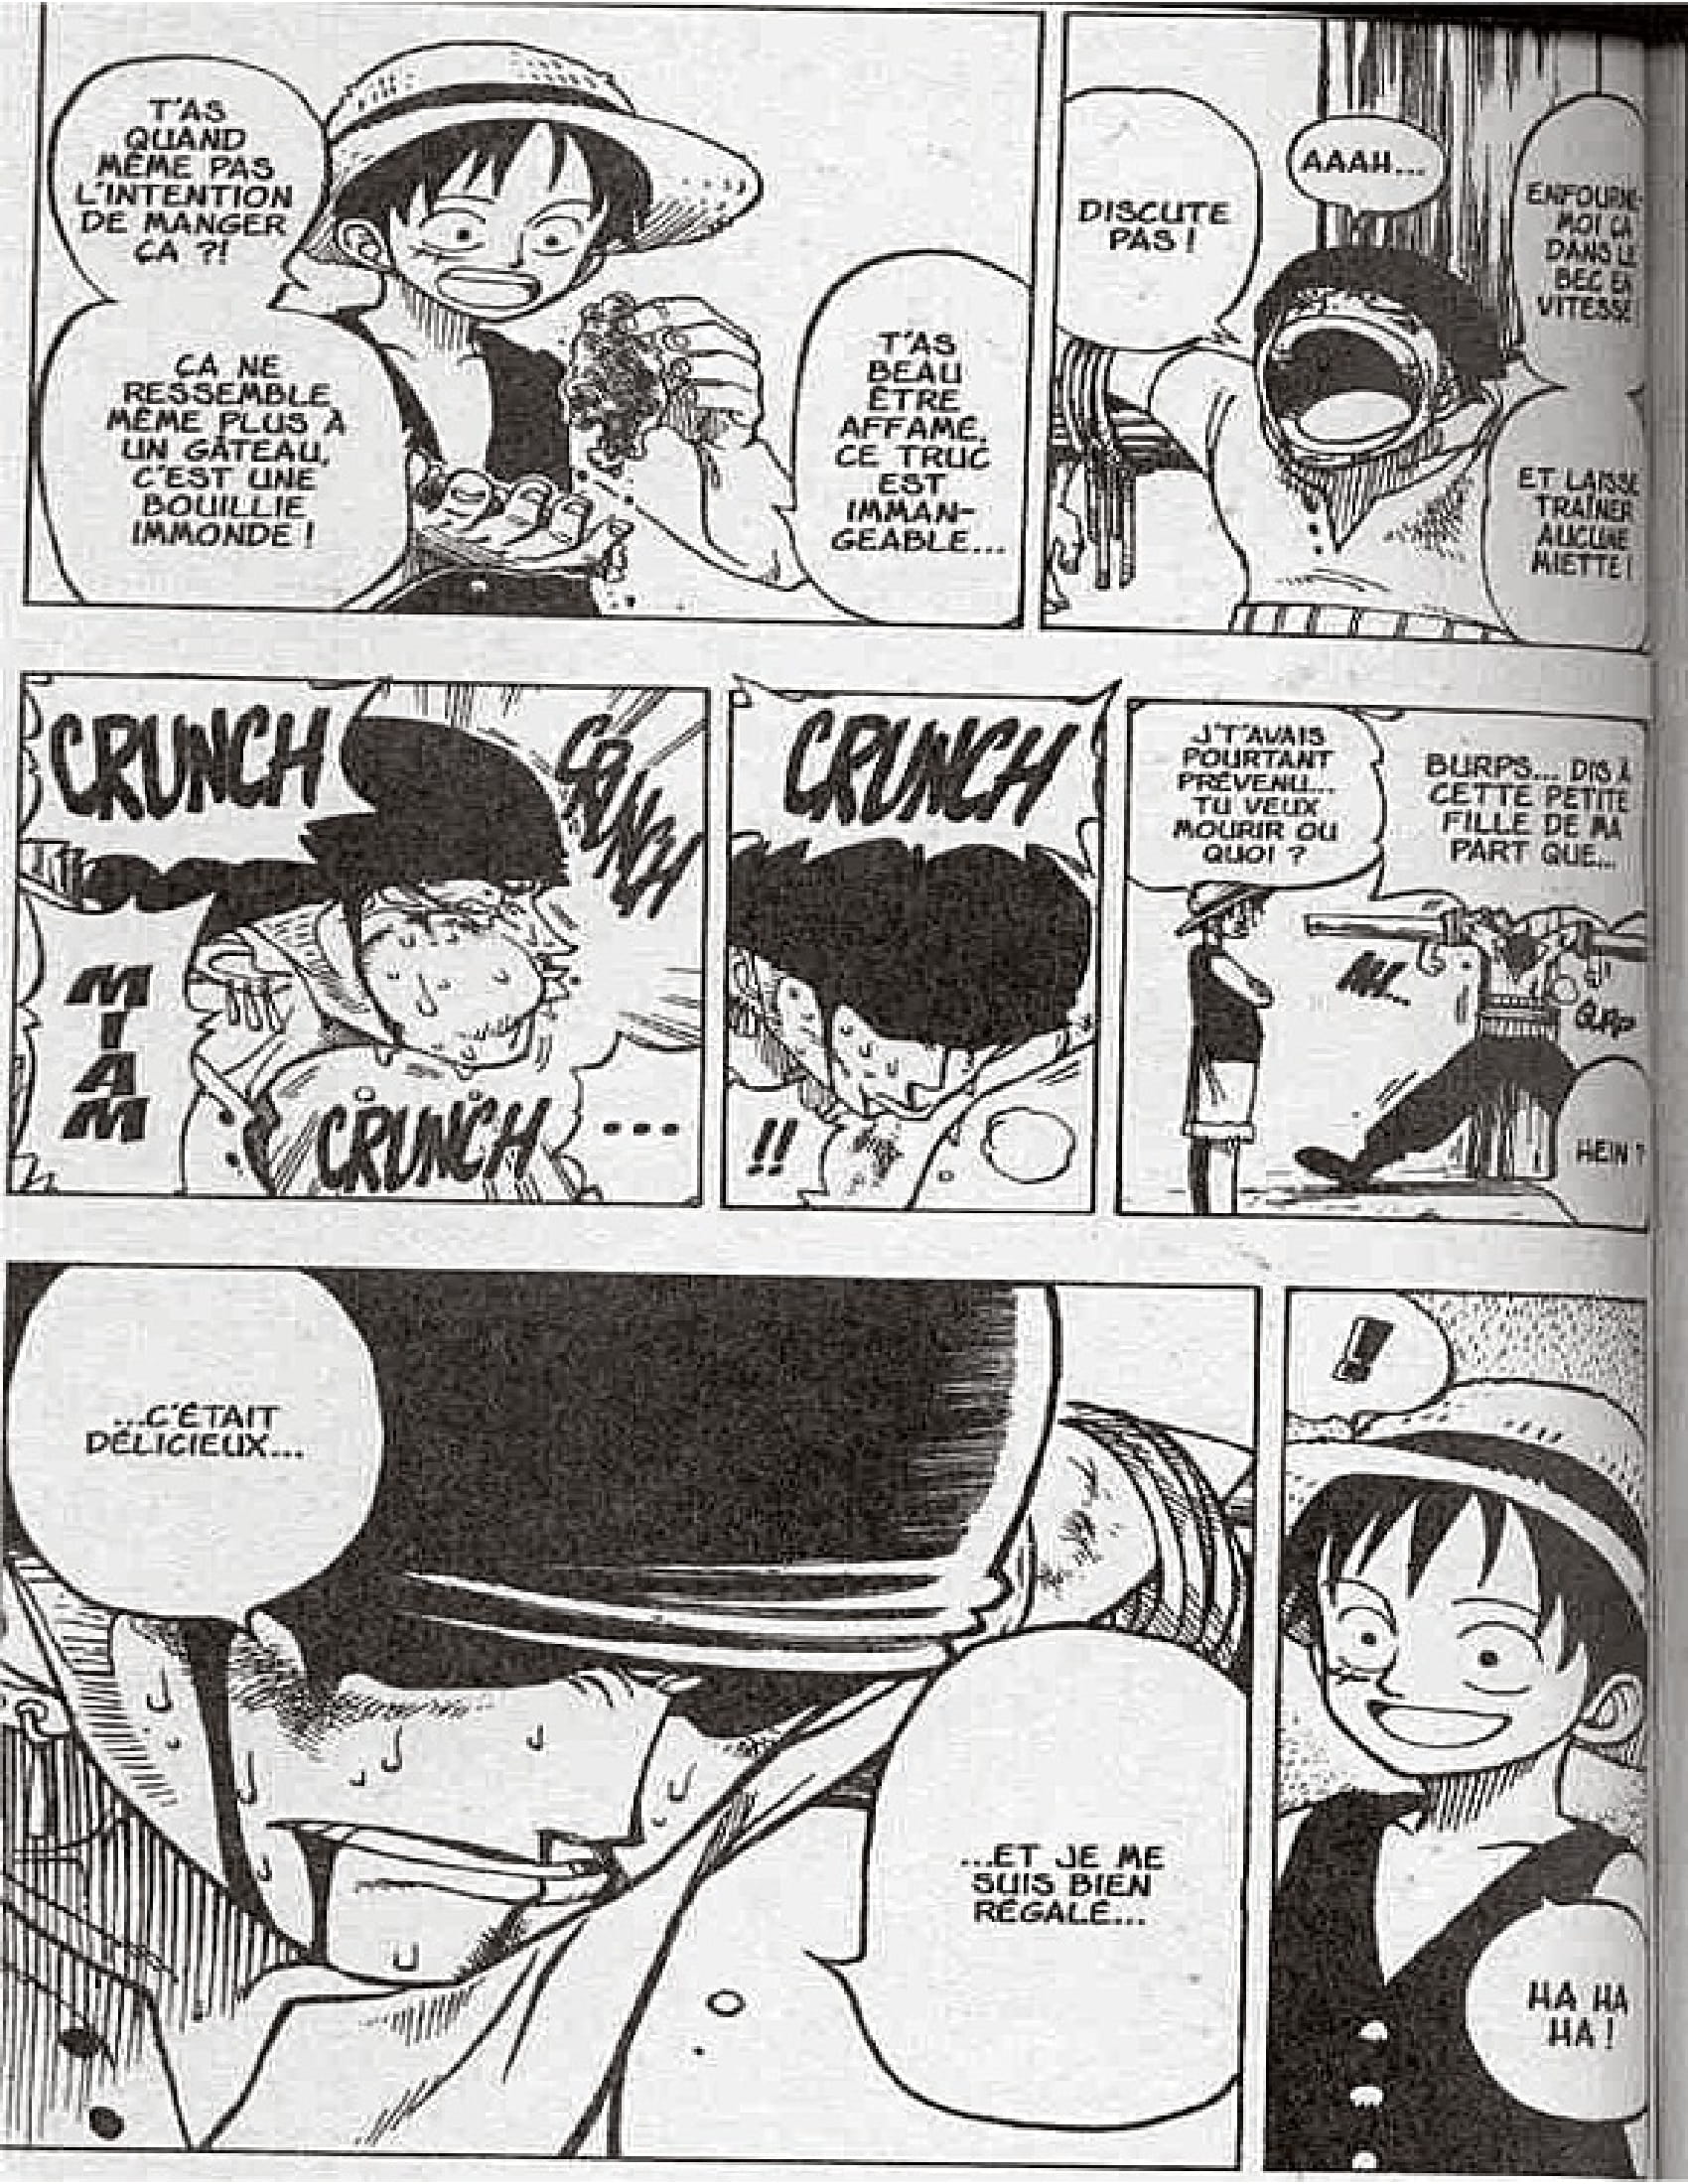 T'AS
QUAND
MÊME PAS
L'INTENTION
DE MANGER
ÇA ?!
ÇA NE
RESSEMBLE
MÊME PLUS À
UN GÂTEAU,
C'EST UNE
BOUILLIE
IMMONDE !
T'AS
BEAU
ÊTRE
AFFAMÉ,
CE TRUC
EST
IMMAN-
GEABLE...
DISCUTE
PAS !
AAAH...
ENFOURNE-
MOI ÇA
DANS LE
BEC EN
VITESSE !
ET LAISSE
TRAÎNER
AUCUNE
MIETTE !
CRUNCH
CRUNCH
MIAM
CRUNCH
...
CRUNCH
!!
J'T'AVAIS
POURTANT
PRÉVENU...
TU VEUX
MOURIR OU
QUOI ?
BURPS... DIS À
CETTE PETITE
FILLE DE MA
PART QUE...
BURP
HEIN ?
...C'ÉTAIT
DÉLICIEUX...
...ET JE ME
SUIS BIEN
RÉGALÉ...
!
HA HA
HA !